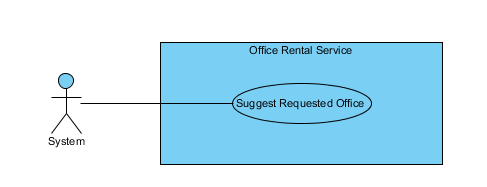 Office Rental Service
Suggest Requested Office
System